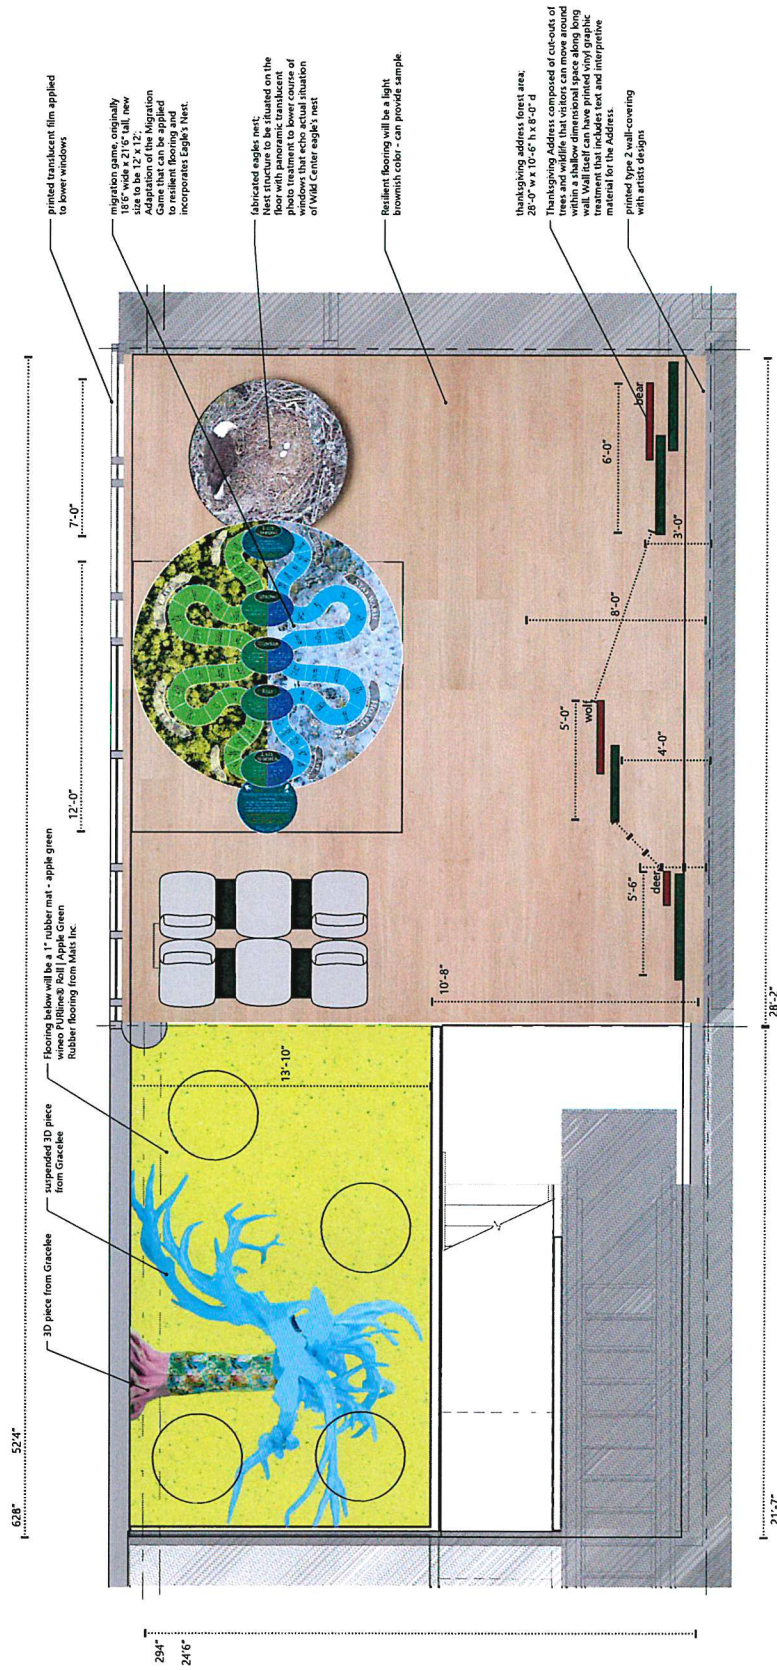 printed translucent film applied
to lower windows
migration game, originally
18'6" wide x 21'6" tall, new
size to be 12' x 12';
Adaptation of the Migration
Game that can be applied
to resilient flooring and
incorporates Eagle's Nest.
fabricated eagles nest;
Nest structure to be situated on the
floor with panoramic translucent
photo treatment to lower course of
windows that echo actual situation
of Wild Center eagle's nest
Resilient flooring will be a light
brownish color - can provide sample.
thanksgiving address forest area;
28'-0" w x 10'-6" h x 8'-0" d
Thanksgiving Address composed of cut-outs of
trees and wildlife that visitors can move around
within a shallow dimensional space along long
wall. Wall itself can have printed vinyl graphic
treatment that includes text and interpretive
material for the Address.
printed type 2 wall-covering
with artists designs
7'-0"
12'-0"
bear
6'-0"
3'-0"
8'-0"
wolf
5'-0"
4'-0"
deer
5'-6"
10'-8"
28'-2"
Flooring below will be a 1" rubber mat - apple green
wineo PURline® Roll | Apple Green
Rubber flooring from Mats Inc.
suspended 3D piece
from Gracelee
3D piece from Gracelee
13'-10"
628"
52'4"
21'-7"
294"
24'6"